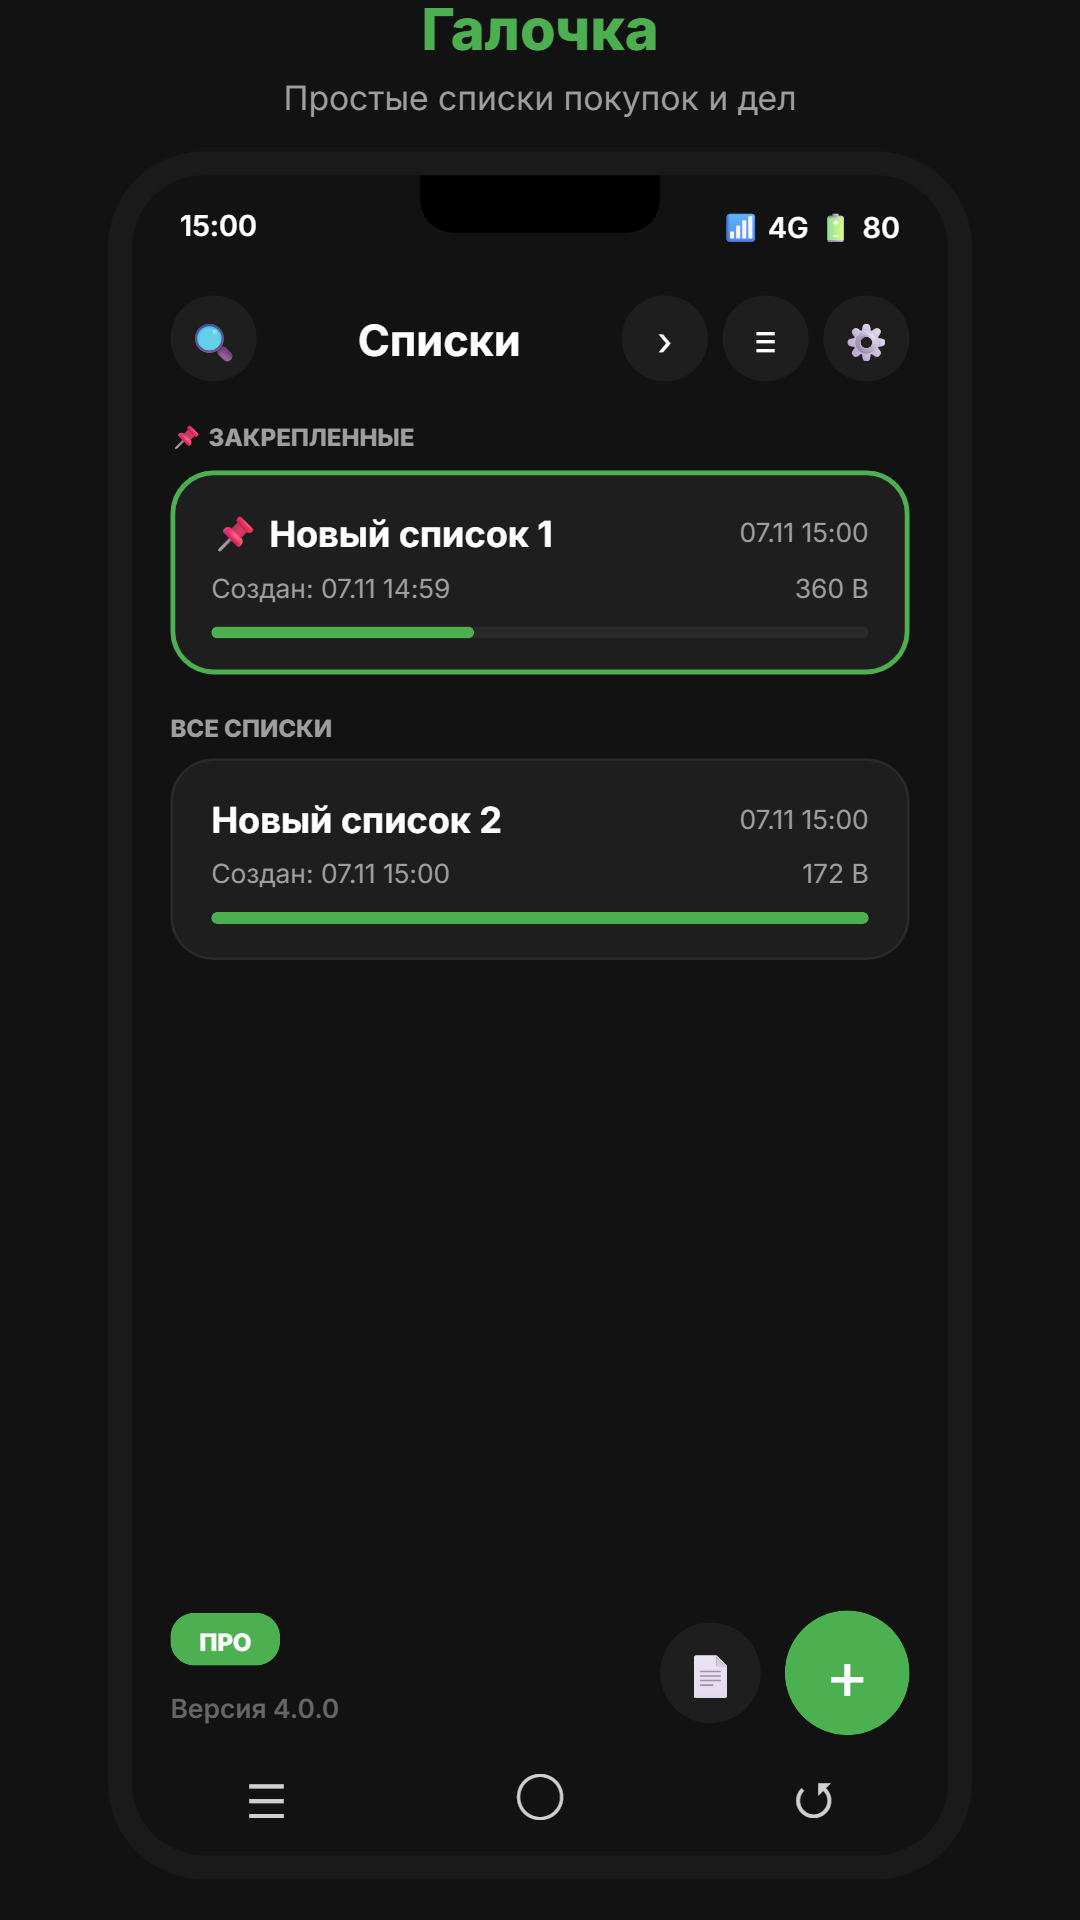 Галочка
Простые списки покупок и дел
15:00
4G 80
Списки
ЗАКРЕПЛЕННЫЕ
Новый список 1
07.11 15:00
Создан: 07.11 14:59
360 B
ВСЕ СПИСКИ
Новый список 2
07.11 15:00
Создан: 07.11 15:00
172 B
ПРО
Версия 4.0.0